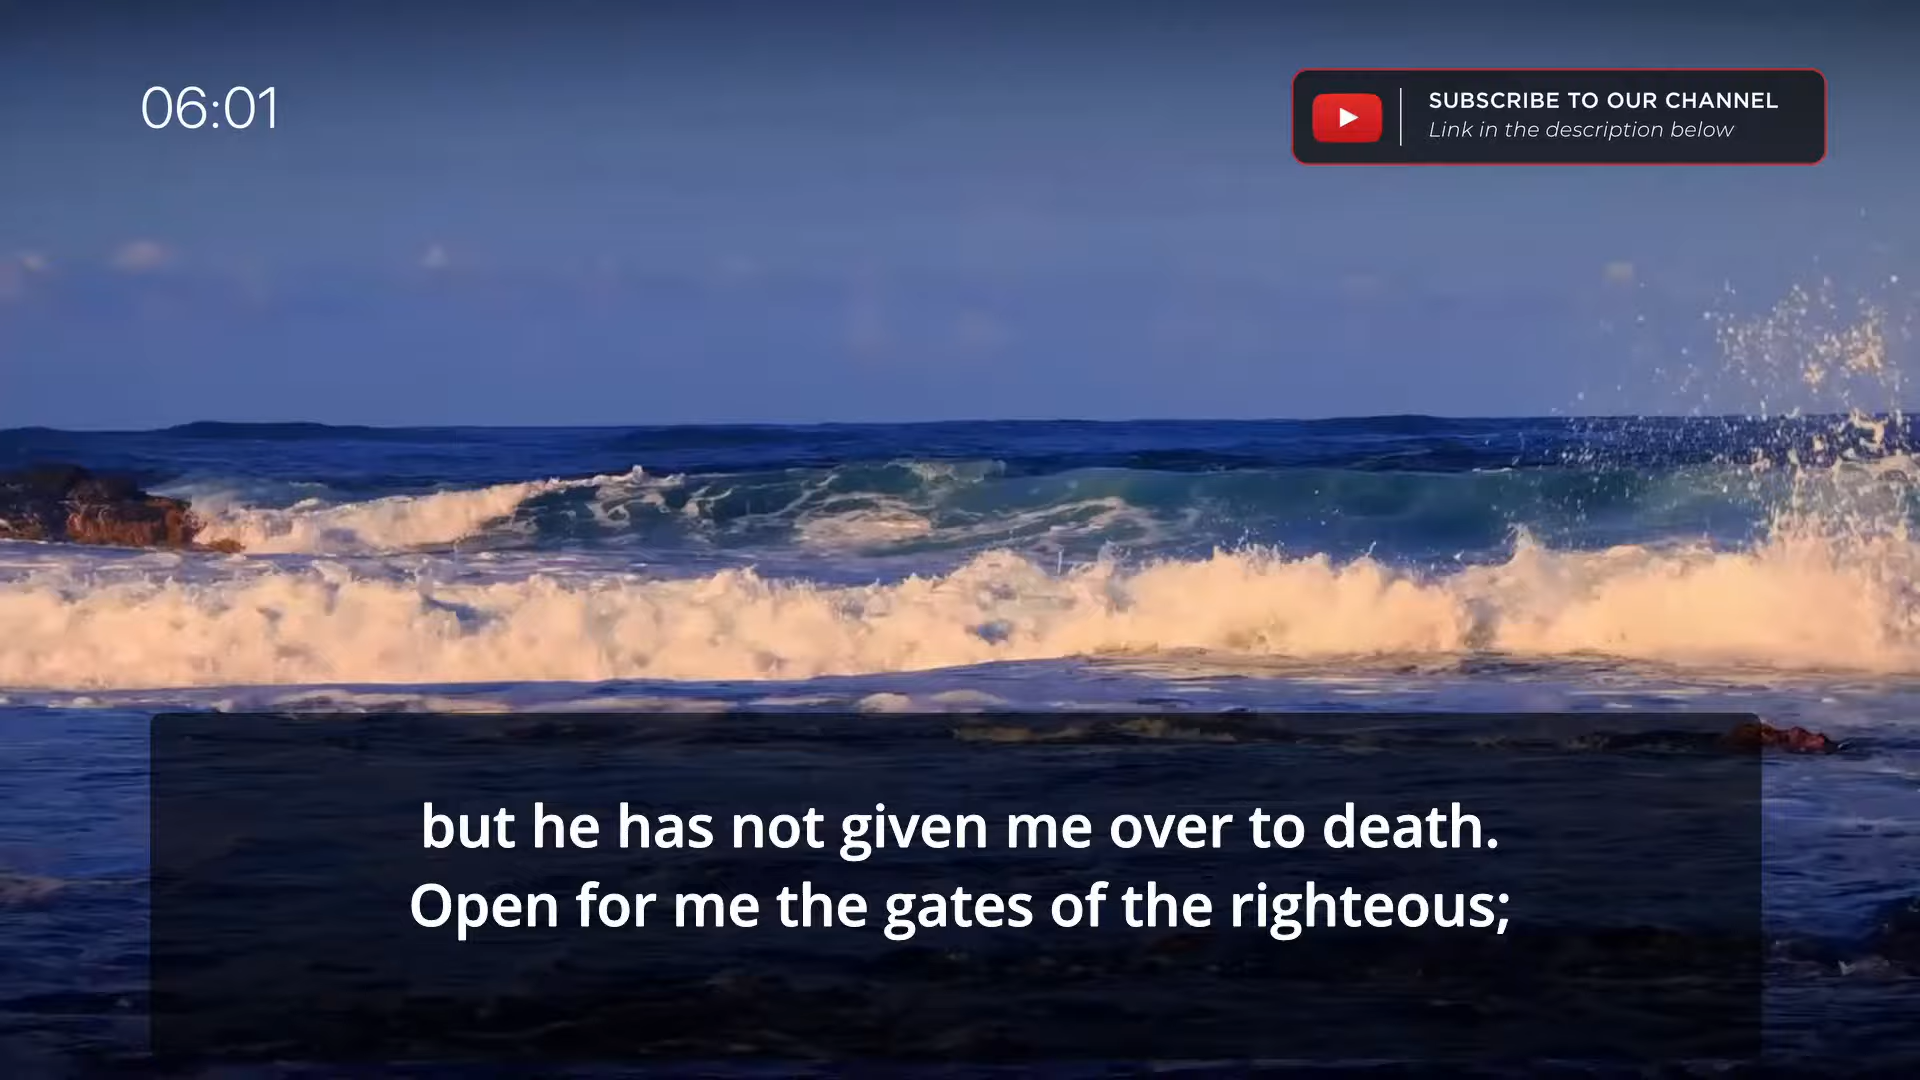 06:01
SUBSCRIBE TO OUR CHANNEL
Link in the description below
but he has not given me over to death.
Open for me the gates of the righteous;